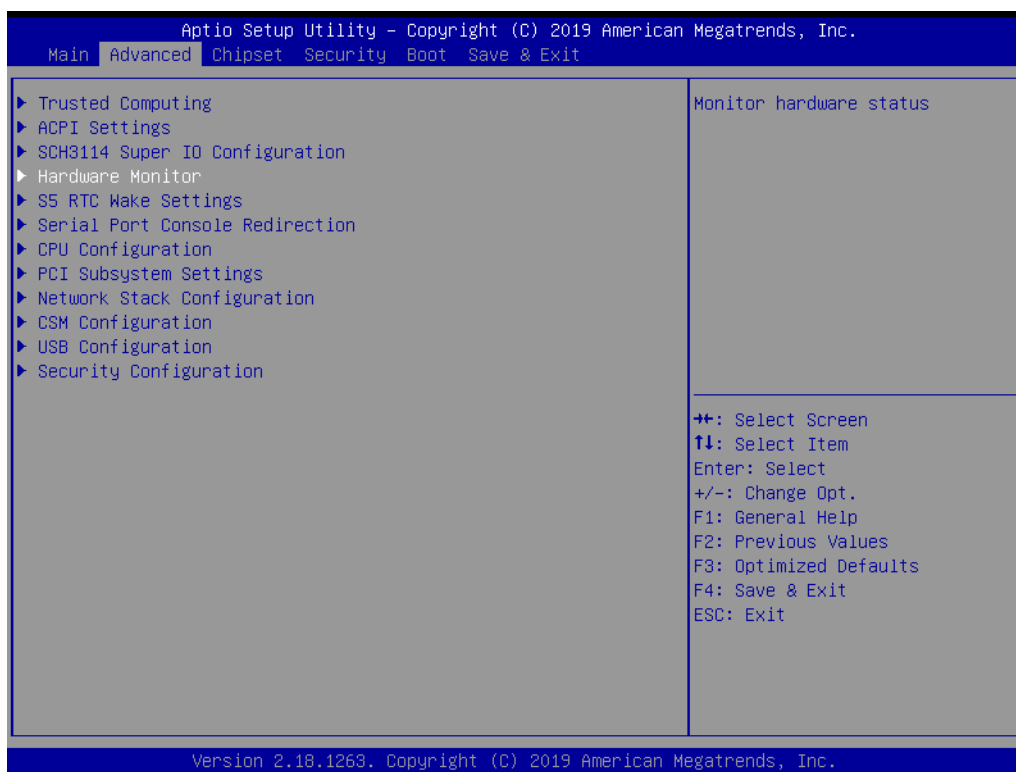 Aptio Setup Utility – Copyright (C) 2019 American Megatrends, Inc.
Main Advanced Chipset Security Boot Save & Exit
Trusted Computing
ACPI Settings
SCH3114 Super IO Configuration
Hardware Monitor
S5 RTC Wake Settings
Serial Port Console Redirection
CPU Configuration
PCI Subsystem Settings
Network Stack Configuration
CSM Configuration
USB Configuration
Security Configuration
Monitor hardware status
→←: Select Screen
↑↓: Select Item
Enter: Select
+/-: Change Opt.
F1: General Help
F2: Previous Values
F3: Optimized Defaults
F4: Save & Exit
ESC: Exit
Version 2.18.1263. Copyright (C) 2019 American Megatrends, Inc.